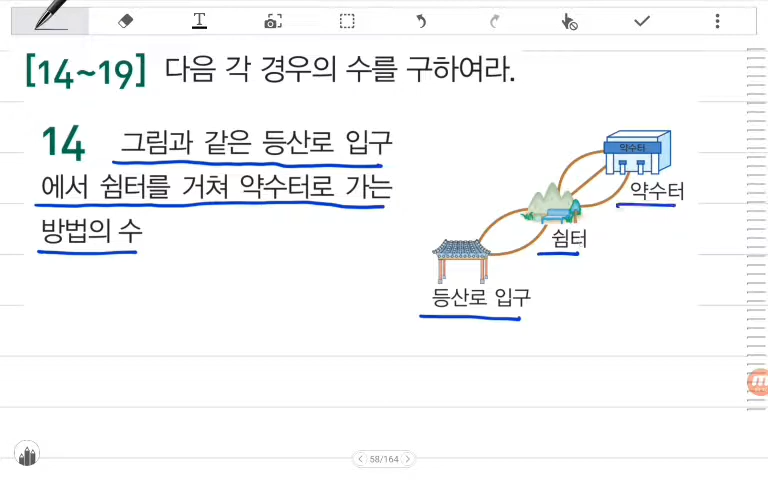 T
[14~19] 다음 각 경우의 수를 구하여라.
14 그림과 같은 등산로 입구
에서 쉼터를 거쳐 약수터로 가는
방법의 수
약수터
약수터
쉼터
등산로 입구
58/164